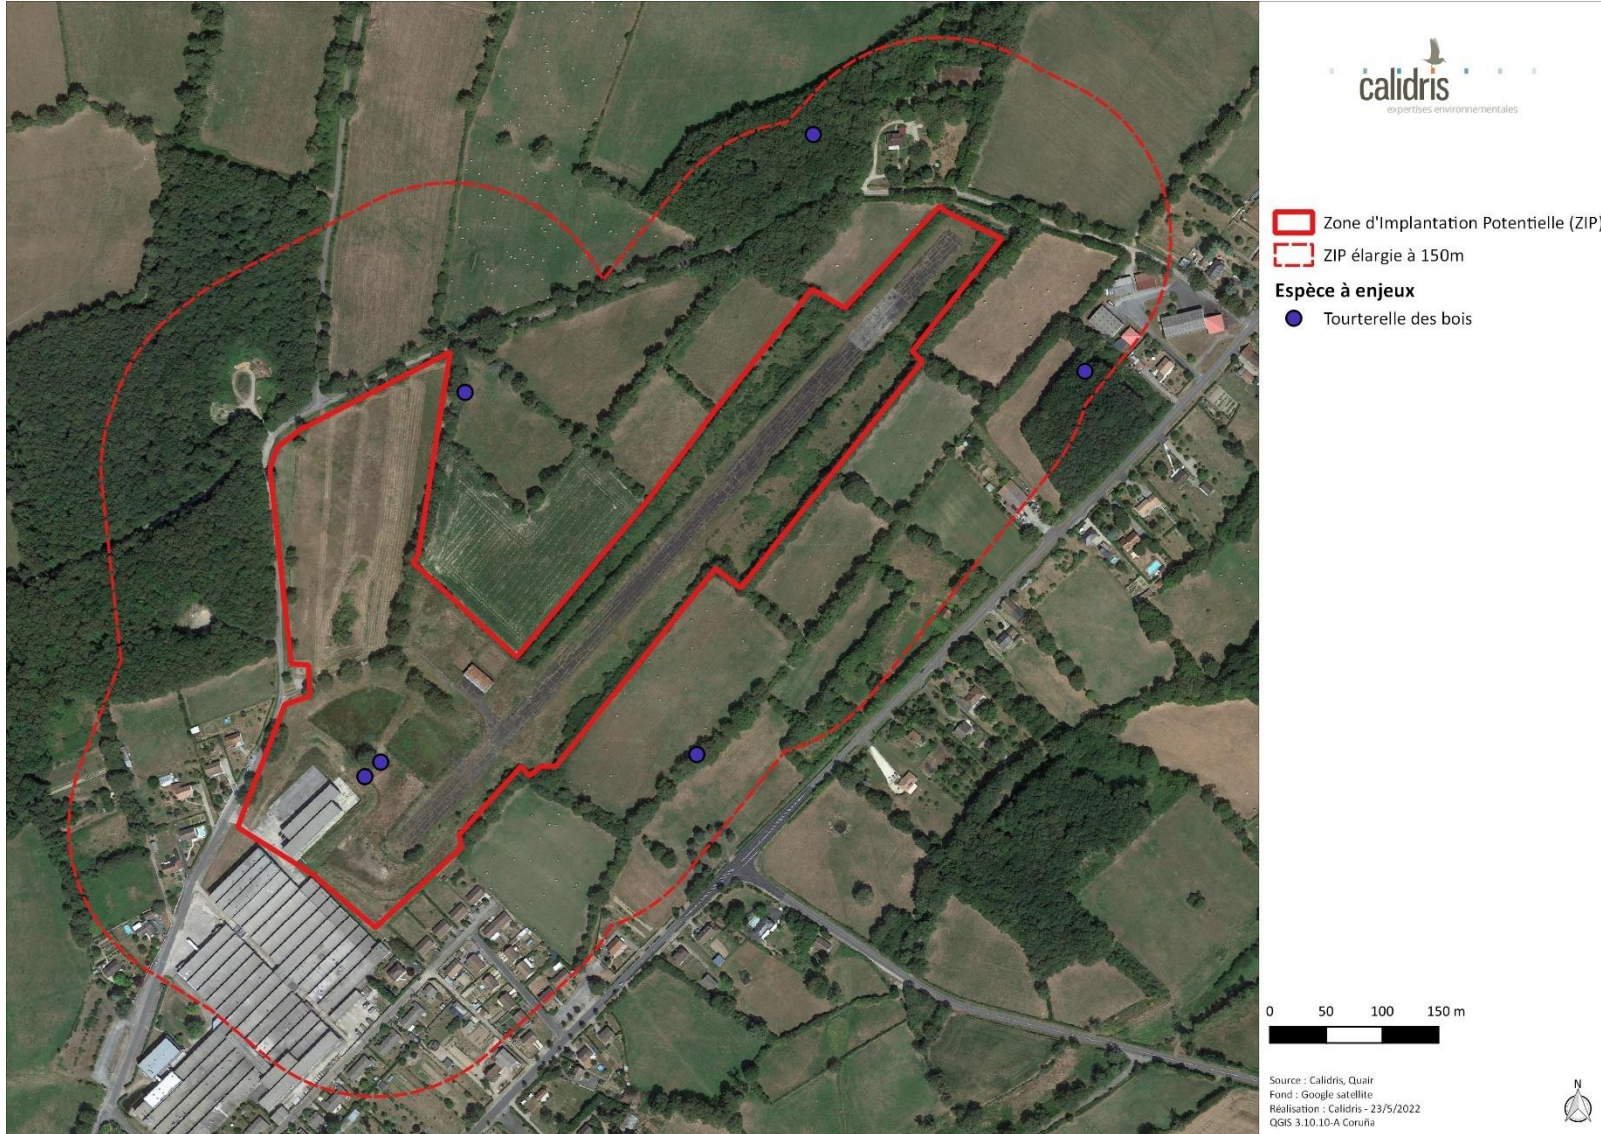 calidris
expertises environnementales
Zone d'Implantation Potentielle (ZIP)
ZIP élargie à 150m
Espèce à enjeux
Tourterelle des bois
0 50 100 150 m
Source : Calidris, Quair
Fond : Google satellite
Réalisation : Calidris - 23/5/2022
QGIS 3.10.10-A Coruña
N